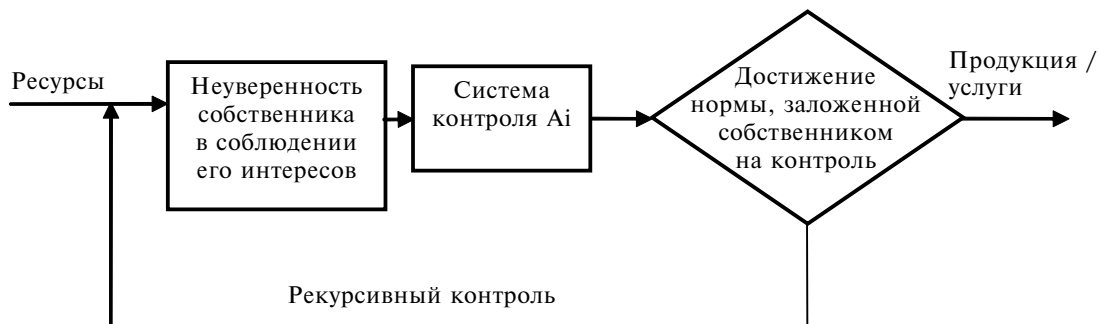 Ресурсы
Неуверенность
собственника
в соблюдении
его интересов
Система
контроля Ai
Достижение
нормы, заложенной
собственником
на контроль
Продукция /
услуги
Рекурсивный контроль